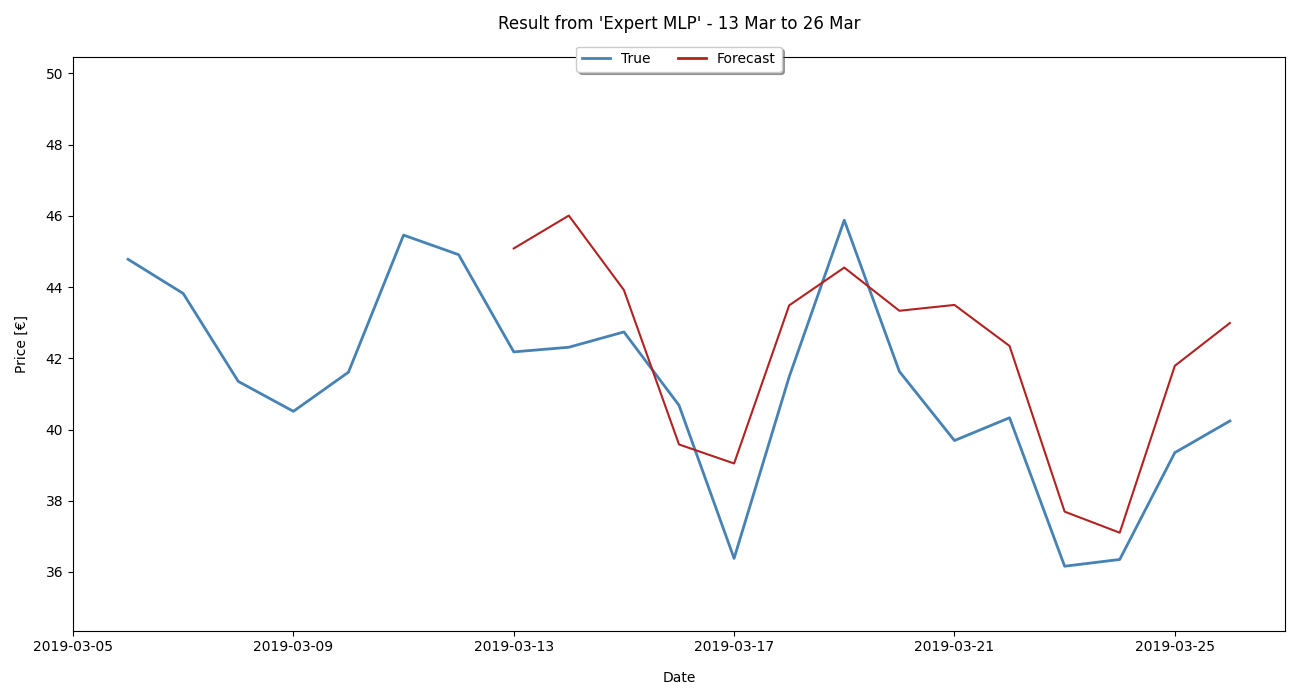 Result from 'Expert MLP' - 13 Mar to 26 Mar
True Forecast
50
48
46
44
42
40
38
36
Price [€]
2019-03-05 2019-03-09 2019-03-13 2019-03-17 2019-03-21 2019-03-25
Date